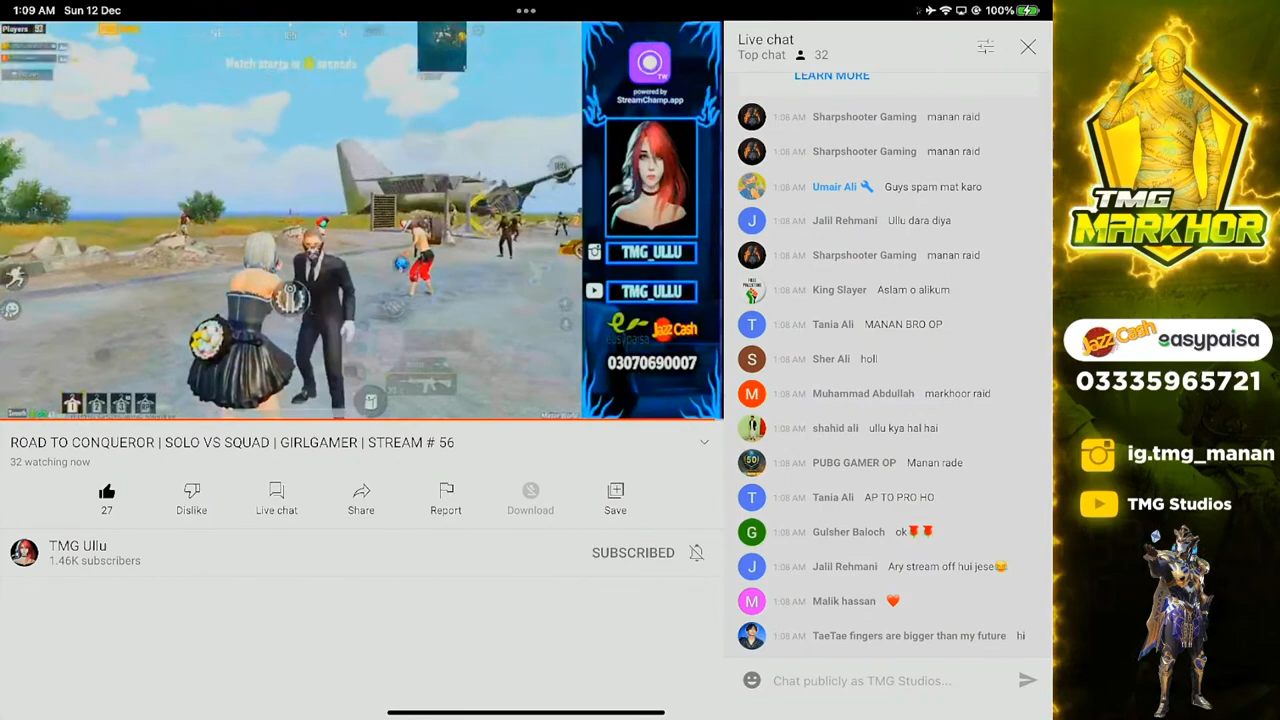 1:09 AM Sun 12 Dec
100%
Players
Match starts in seconds
TW
powered by
StreamChamp.app
TMG_ULLU
TMG_ULLU
easypaisa JazzCash
03070690007
ROAD TO CONQUEROR | SOLO VS SQUAD | GIRLGAMER | STREAM # 56
32 watching now
27
Dislike
Live chat
Share
Report
Download
Save
TMG Ullu
1.46K subscribers
SUBSCRIBED
Live chat
Top chat 32
LEARN MORE
1:08 AM Sharpshooter Gaming manan raid
1:08 AM Sharpshooter Gaming manan raid
1:08 AM Umair Ali Guys spam mat karo
1:08 AM Jalil Rehmani Ullu dara diya
1:08 AM Sharpshooter Gaming manan raid
1:08 AM King Slayer Aslam o alikum
1:08 AM Tania Ali MANAN BRO OP
1:08 AM Sher Ali holl
1:08 AM Muhammad Abdullah markhoor raid
1:08 AM shahid ali ullu kya hal hai
1:08 AM PUBG GAMER OP Manan rade
1:08 AM Tania Ali AP TO PRO HO
1:08 AM Gulsher Baloch ok🌹🌹
1:08 AM Jalil Rehmani Ary stream off hui jese😂
1:08 AM Malik hassan ❤️
1:08 AM TaeTae fingers are bigger than my future hi
Chat publicly as TMG Studios...
TMG
MARKHOR
JazzCash easypaisa
03335965721
ig.tmg_manan
TMG Studios